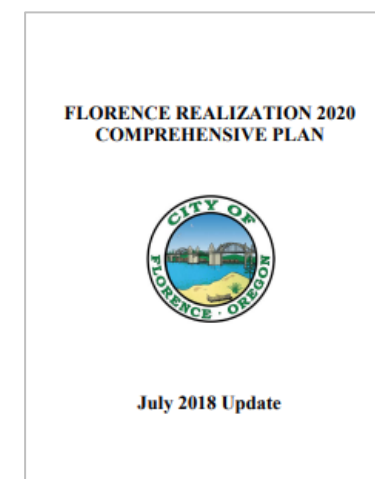 FLORENCE REALIZATION 2020
COMPREHENSIVE PLAN
CITY OF
FLORENCE · OREGON
July 2018 Update